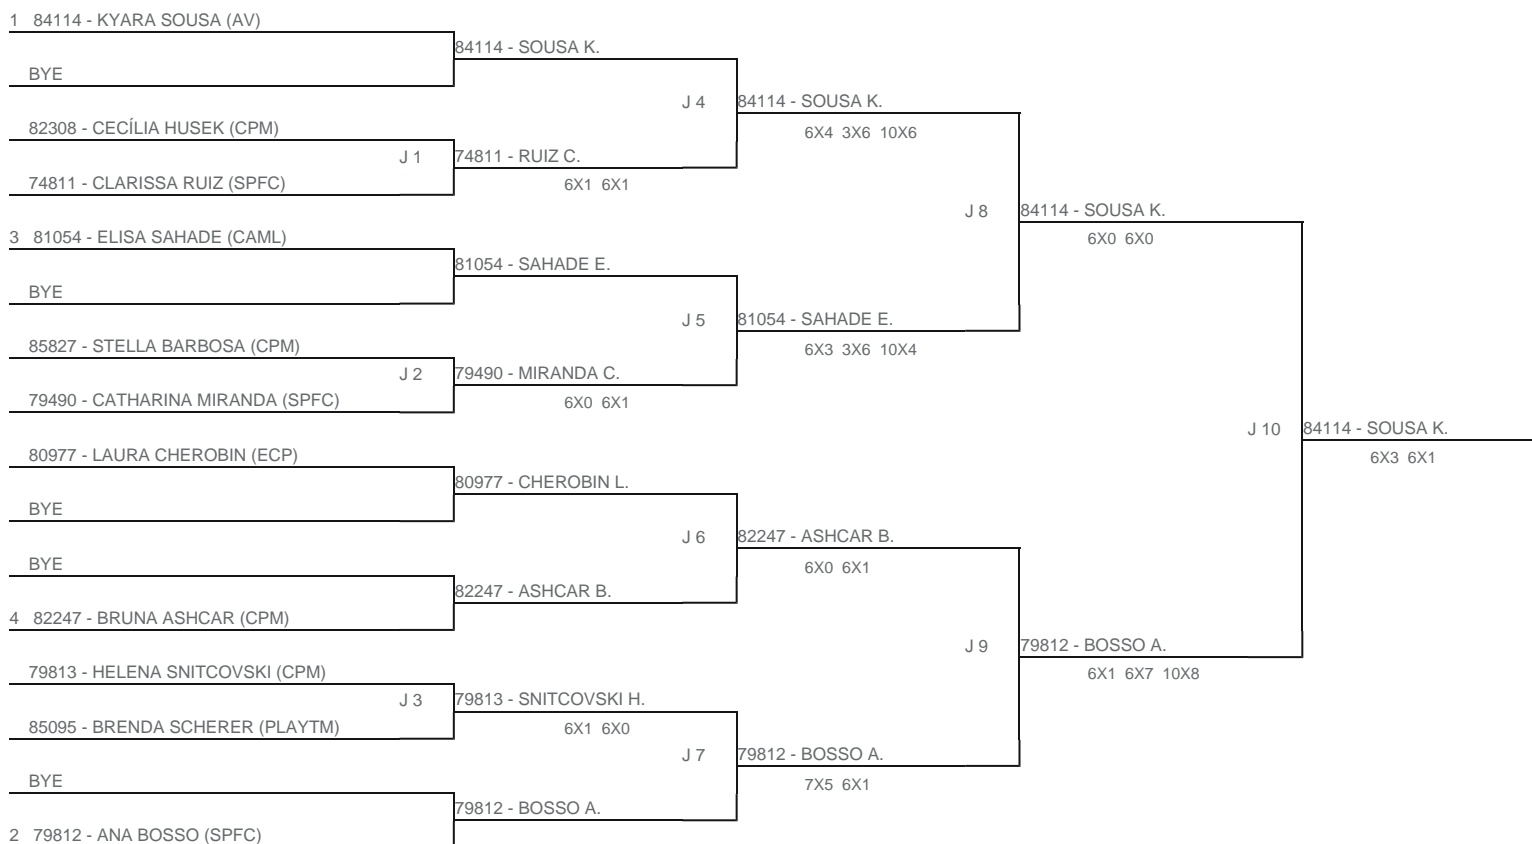 1 84114 - KYARA SOUSA (AV)
84114 - SOUSA K.
BYE
J 4
84114 - SOUSA K.
82308 - CECÍLIA HUSEK (CPM)
6X4 3X6 10X6
J 1
74811 - RUIZ C.
74811 - CLARISSA RUIZ (SPFC)
6X1 6X1
J 8
84114 - SOUSA K.
3 81054 - ELISA SAHADE (CAML)
6X0 6X0
81054 - SAHADE E.
BYE
J 5
81054 - SAHADE E.
85827 - STELLA BARBOSA (CPM)
6X3 3X6 10X4
J 2
79490 - MIRANDA C.
79490 - CATHARINA MIRANDA (SPFC)
6X0 6X1
J 10
84114 - SOUSA K.
80977 - LAURA CHEROBIN (ECP)
6X3 6X1
80977 - CHEROBIN L.
BYE
J 6
82247 - ASHCAR B.
BYE
6X0 6X1
82247 - ASHCAR B.
4 82247 - BRUNA ASHCAR (CPM)
J 9
79812 - BOSSO A.
79813 - HELENA SNITCOVSKI (CPM)
6X1 6X7 10X8
J 3
79813 - SNITCOVSKI H.
85095 - BRENDA SCHERER (PLAYTM)
6X1 6X0
J 7
79812 - BOSSO A.
BYE
7X5 6X1
79812 - BOSSO A.
2 79812 - ANA BOSSO (SPFC)